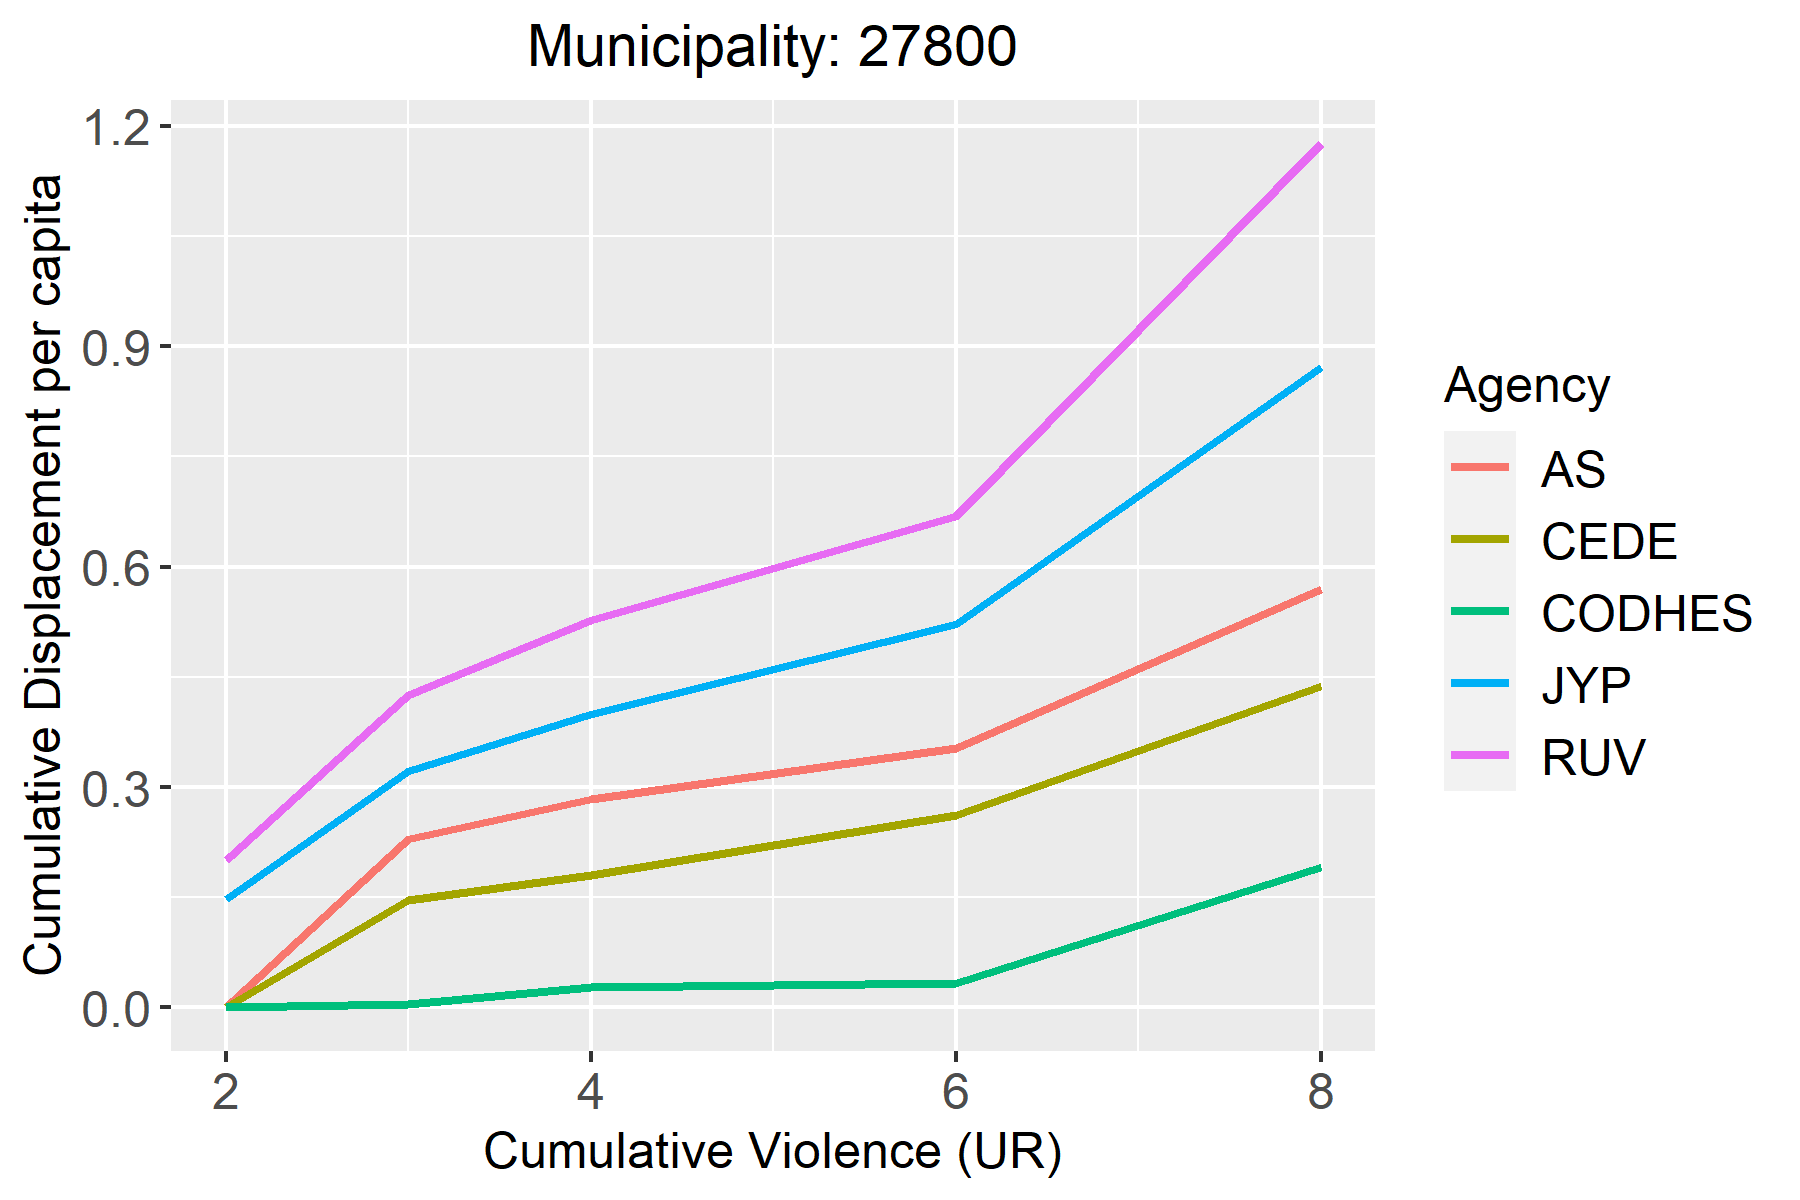 Municipality: 27800
Cumulative Displacement per capita
1.2
0.9
0.6
0.3
0.0
2 4 6 8
Cumulative Violence (UR)
Agency
AS
CEDE
CODHES
JYP
RUV